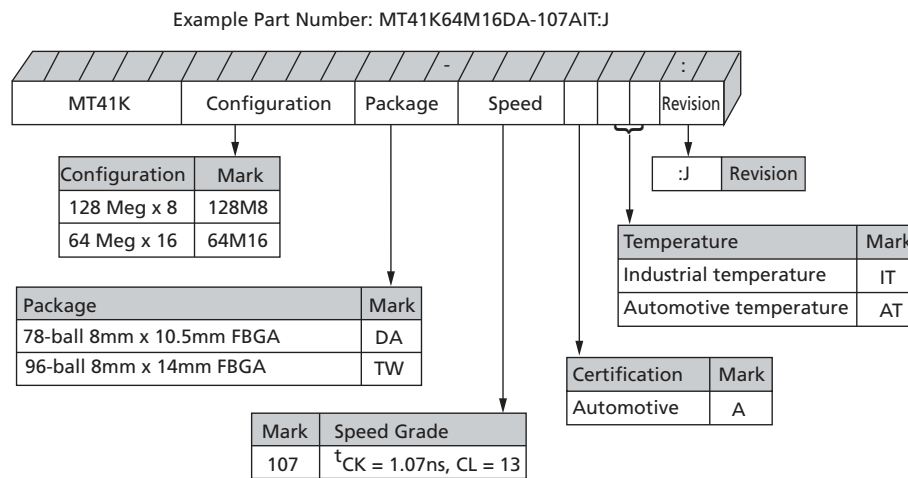 Example Part Number: MT41K64M16DA-107AIT:J
- :
MT41K Configuration Package Speed Revision
Configuration Mark
128 Meg x 8 128M8
64 Meg x 16 64M16
:J Revision
Temperature Mark
Industrial temperature IT
Automotive temperature AT
Package Mark
78-ball 8mm x 10.5mm FBGA DA
96-ball 8mm x 14mm FBGA TW
Certification Mark
Automotive A
Mark Speed Grade
107 tCK = 1.07ns, CL = 13